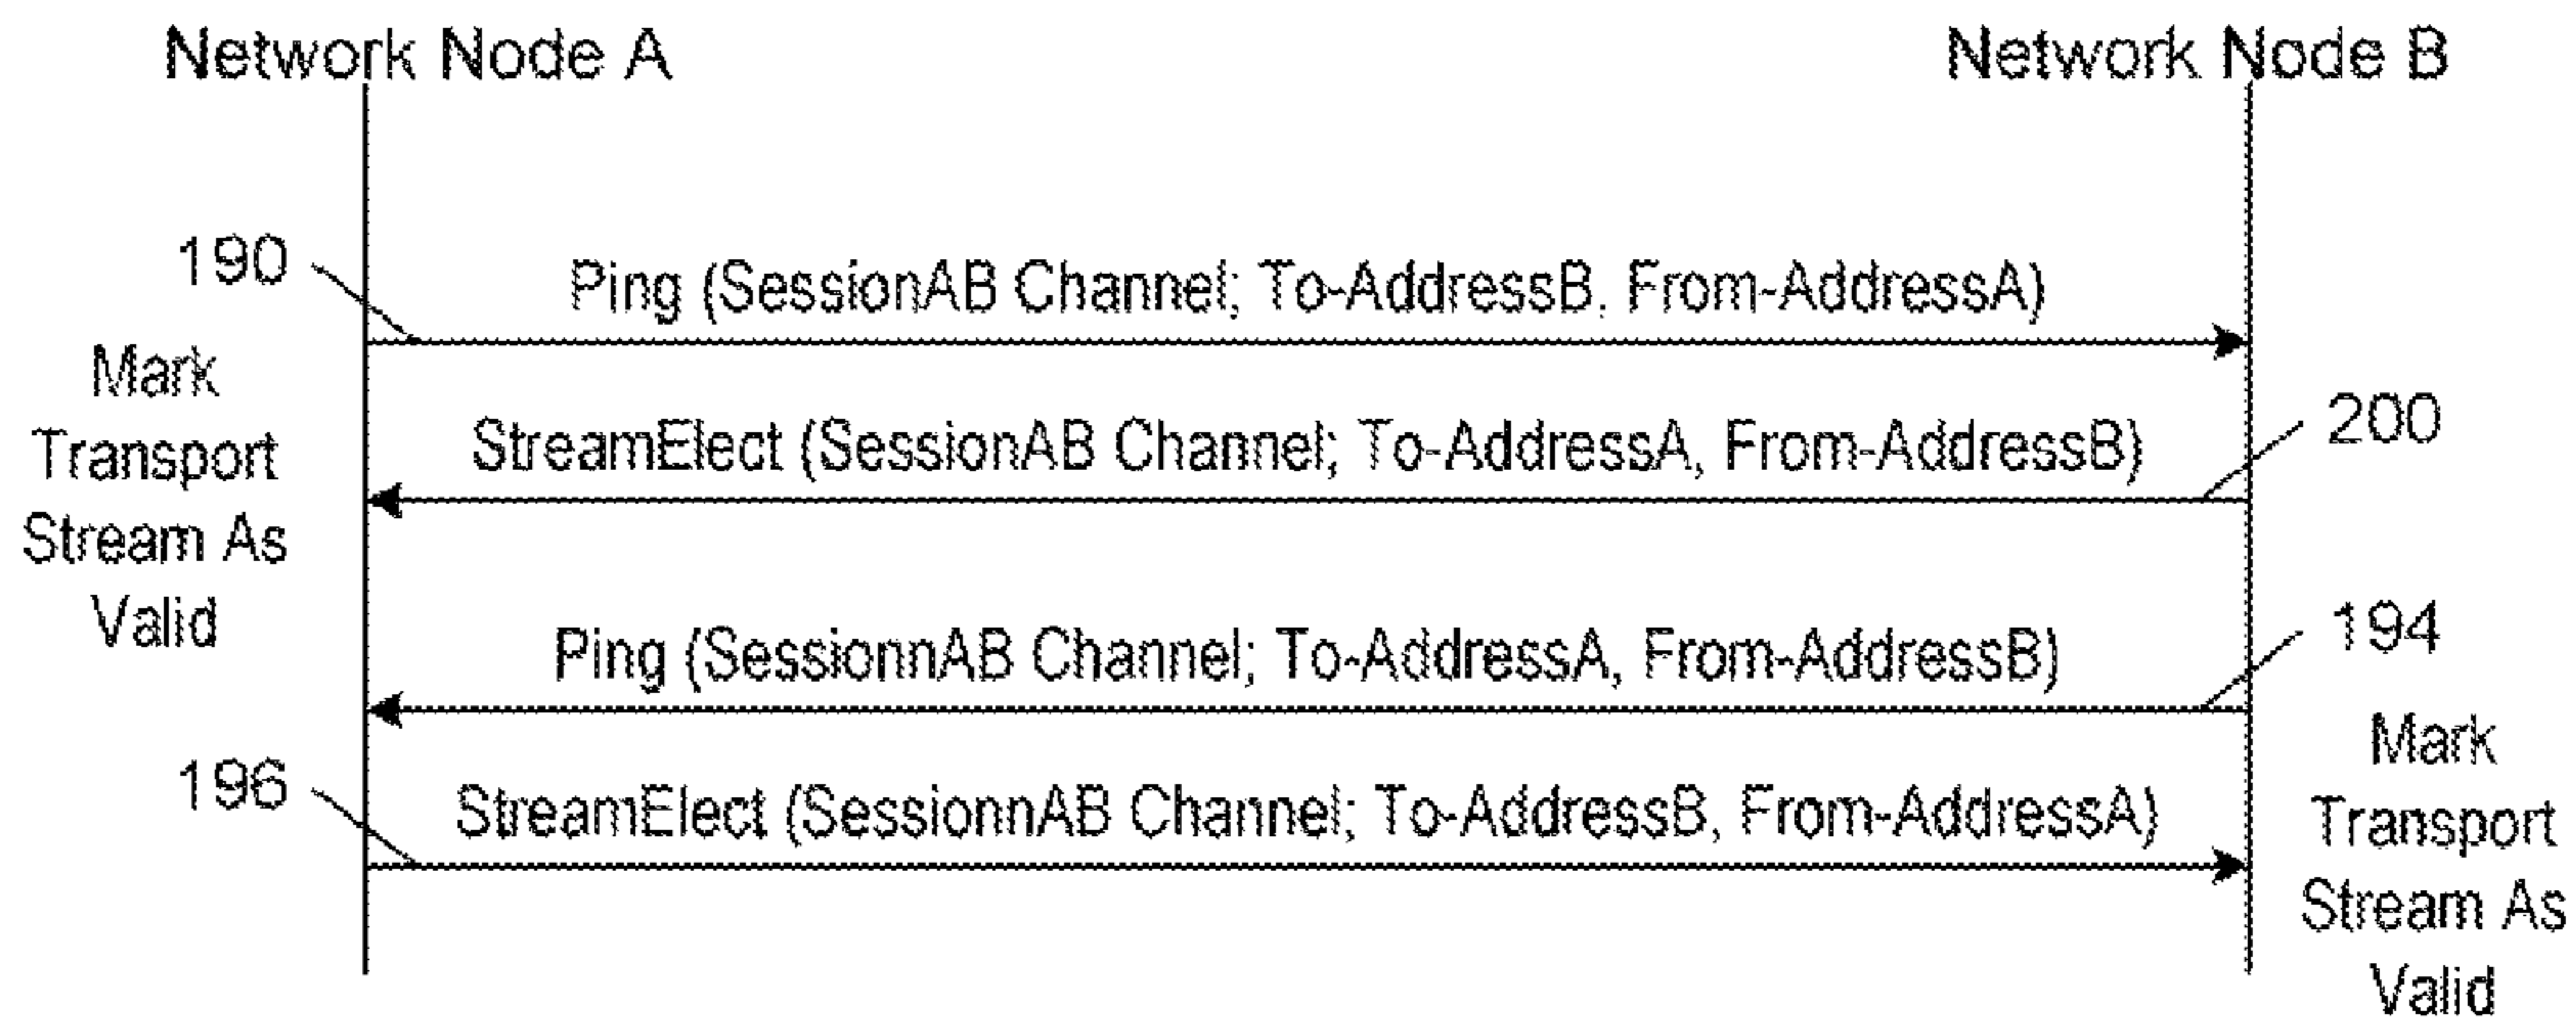 Network Node A
Network Node B
190
Ping (SessionAB Channel; To-AddressB, From-AddressA)
Mark
Transport
Stream As
Valid
200
StreamElect (SessionAB Channel; To-AddressA, From-AddressB)
194
Ping (SessionnAB Channel; To-AddressA, From-AddressB)
196
StreamElect (SessionnAB Channel; To-AddressB, From-AddressA)
Mark
Transport
Stream As
Valid